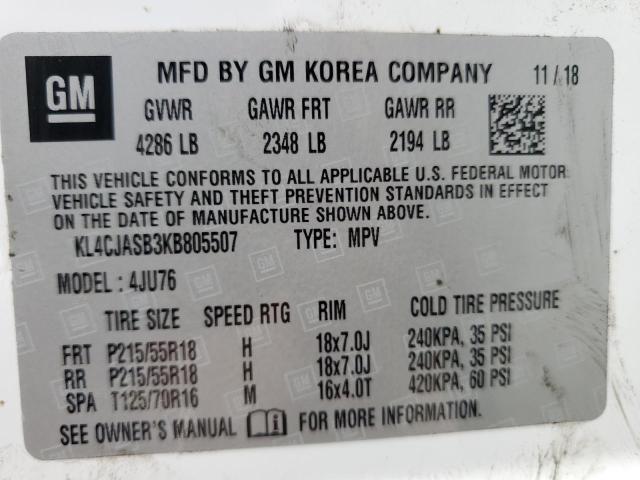 GM
MFD BY GM KOREA COMPANY 11/18
GVWR GAWR FRT GAWR RR
4286 LB 2348 LB 2194 LB
THIS VEHICLE CONFORMS TO ALL APPLICABLE U.S. FEDERAL MOTOR
VEHICLE SAFETY AND THEFT PREVENTION STANDARDS IN EFFECT
ON THE DATE OF MANUFACTURE SHOWN ABOVE.
KL4CJASB3KB805507 TYPE: MPV
MODEL: 4JU76
TIRE SIZE SPEED RTG RIM COLD TIRE PRESSURE
FRT P215/55R18 H 18x7.0J 240KPA, 35 PSI
RR P215/55R18 H 18x7.0J 240KPA, 35 PSI
SPA T125/70R16 M 16x4.0T 420KPA, 60 PSI
SEE OWNER'S MANUAL FOR MORE INFORMATION.